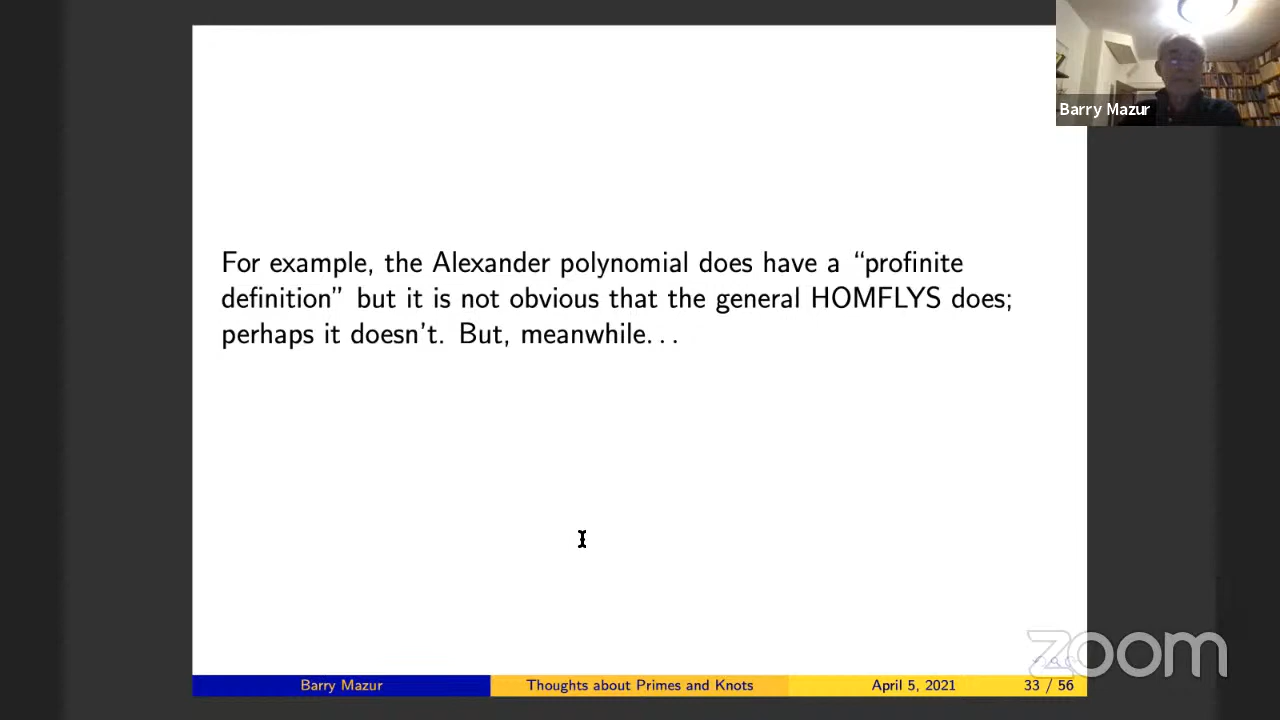 Barry Mazur
For example, the Alexander polynomial does have a “profinite
definition” but it is not obvious that the general HOMFLYS does;
perhaps it doesn’t. But, meanwhile. . .
zoom
Barry Mazur Thoughts about Primes and Knots April 5, 2021 33 / 56